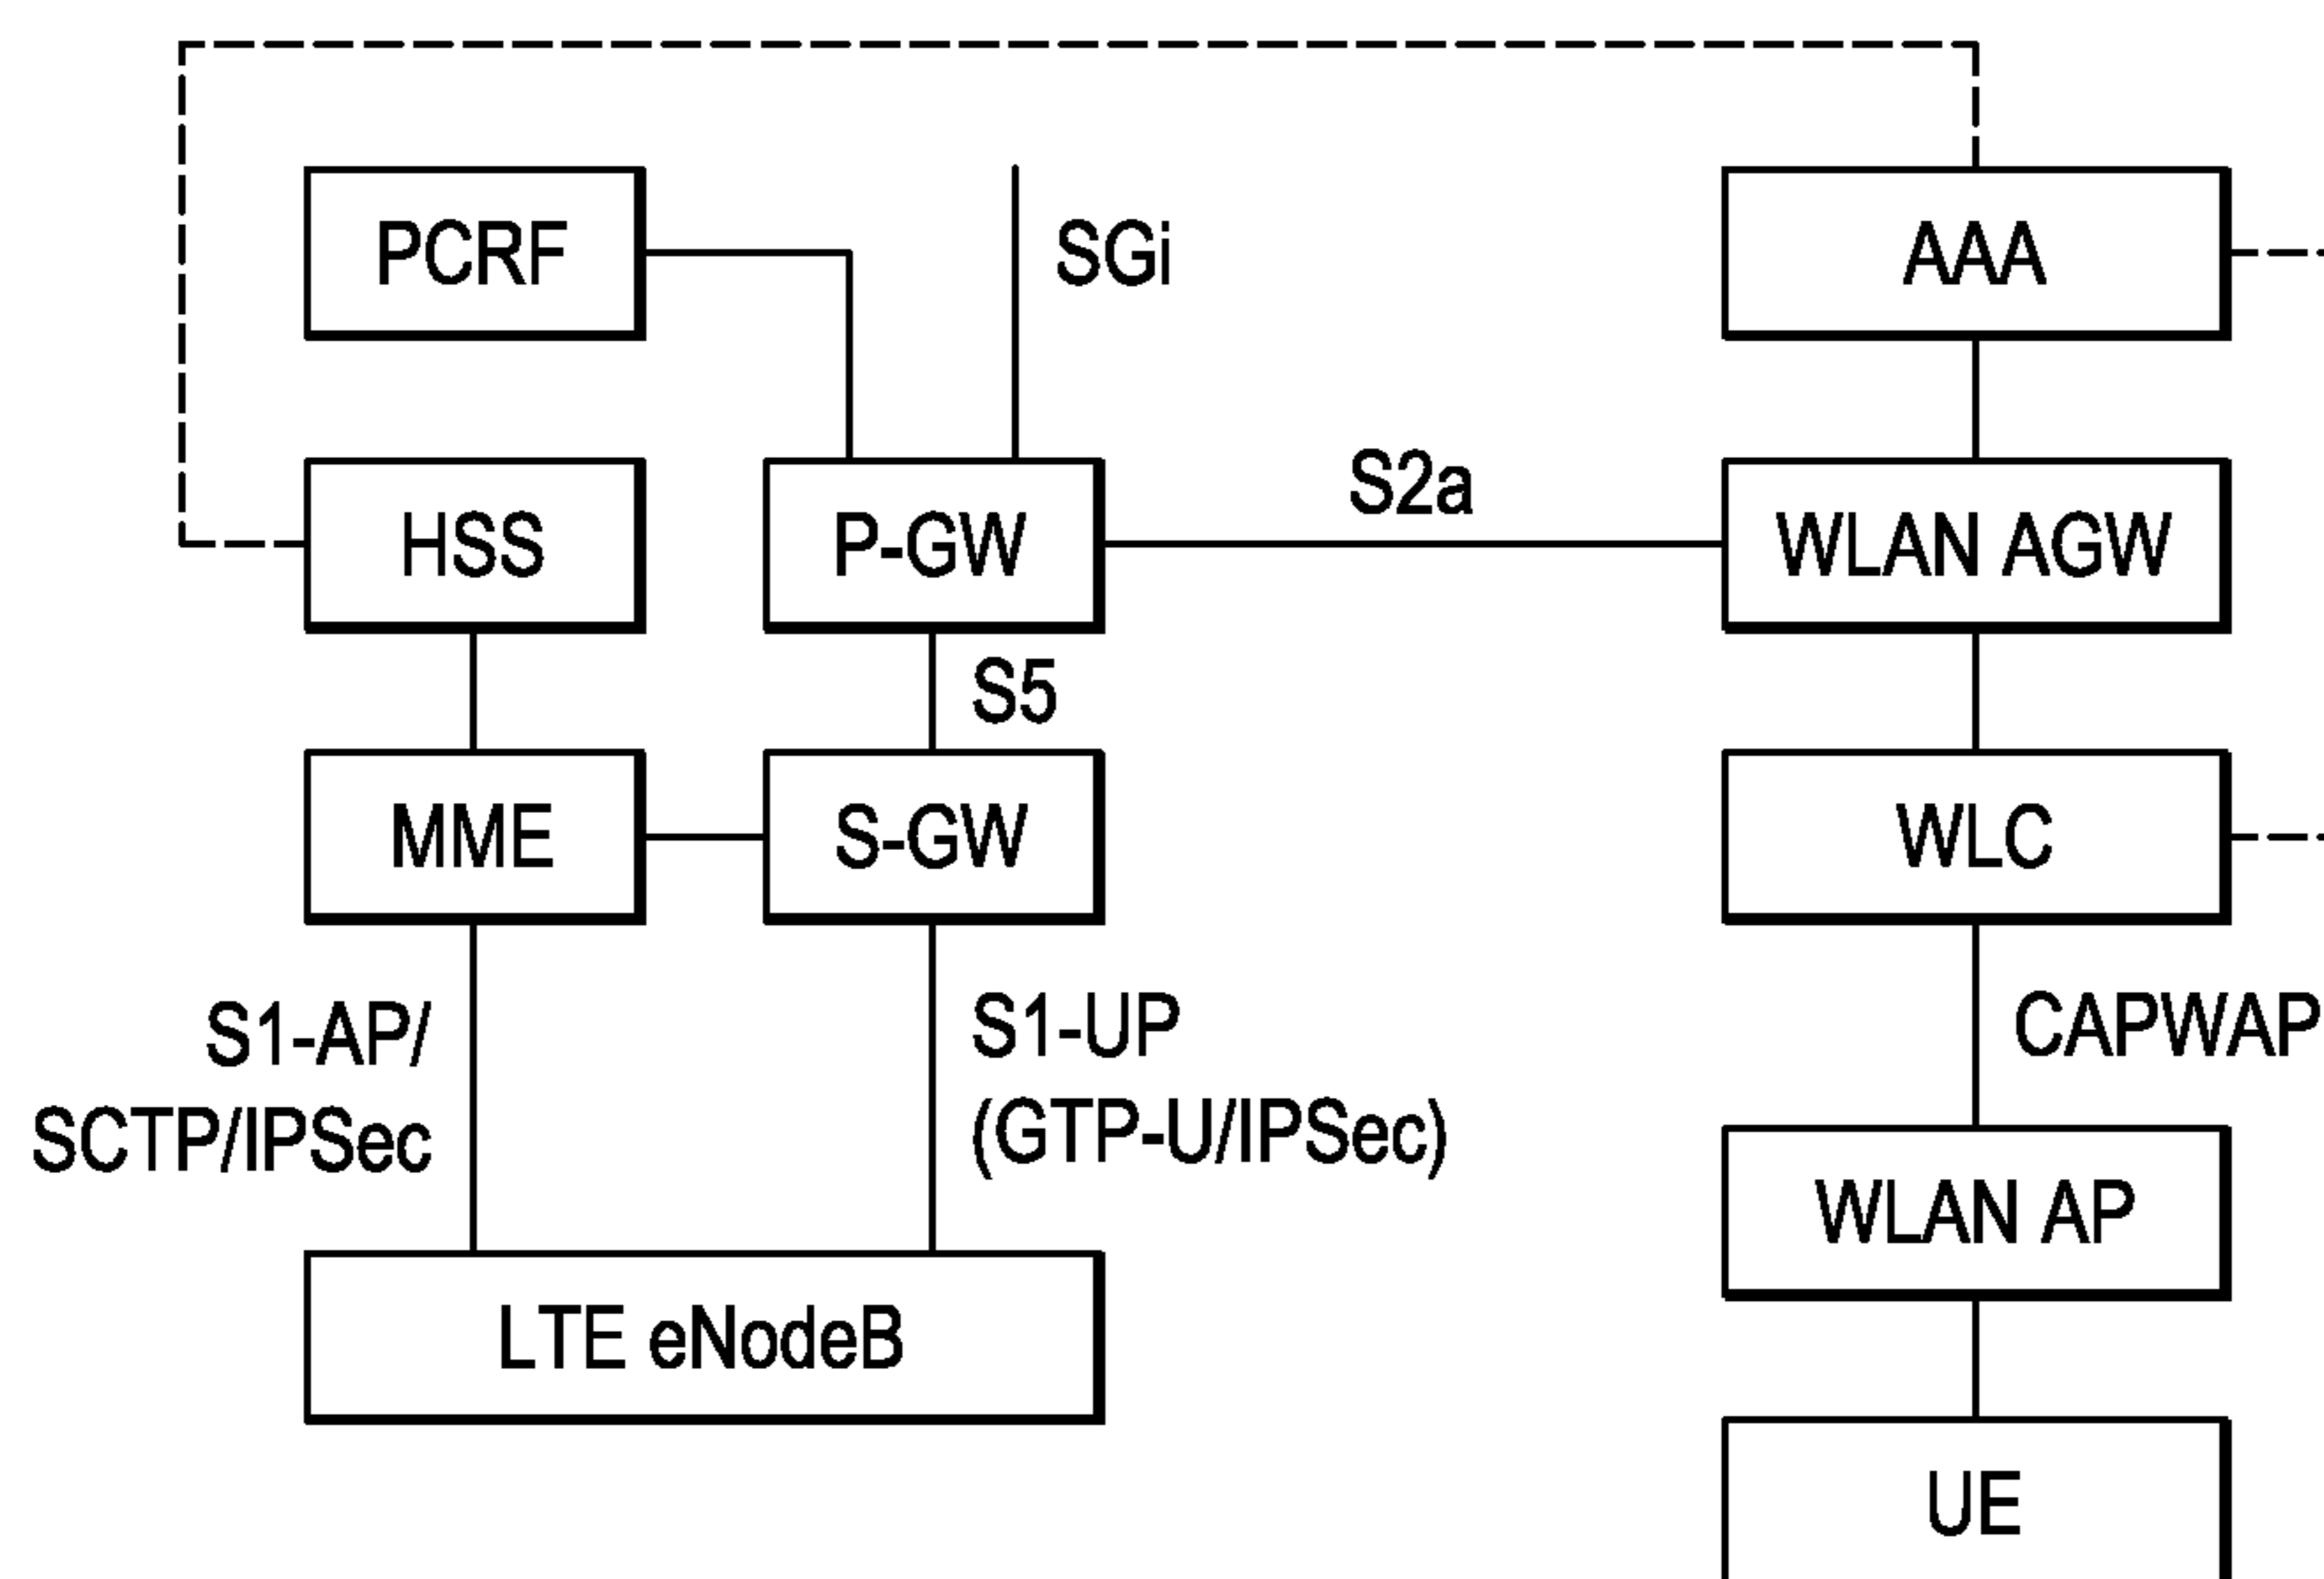 PCRF
SGi
AAA
HSS
P-GW
S2a
WLAN AGW
S5
MME
S-GW
WLC
S1-AP/
SCTP/IPSec
S1-UP
(GTP-U/IPSec)
CAPWAP
WLAN AP
LTE eNodeB
UE